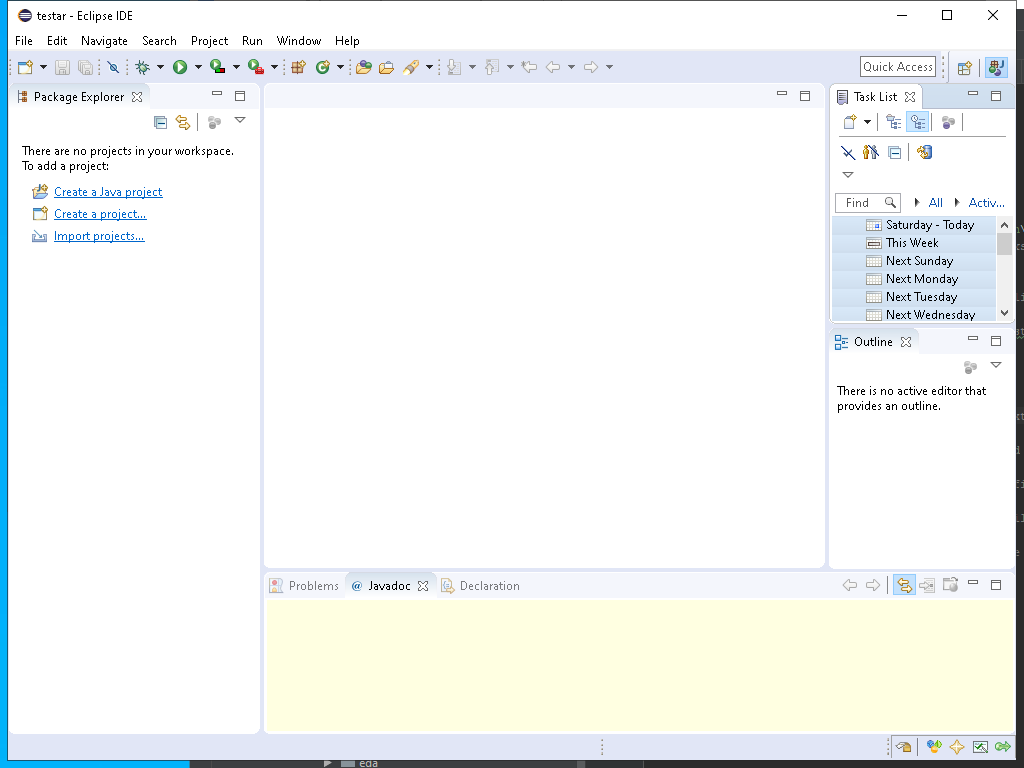 testar - Eclipse IDE
File Edit Navigate Search Project Run Window Help
Quick Access
Package Explorer
There are no projects in your workspace.
To add a project:
Create a Java project
Create a project...
Import projects...
Task List
Find All Activ...
Saturday - Today
This Week
Next Sunday
Next Monday
Next Tuesday
Next Wednesday
Outline
There is no active editor that
provides an outline.
Problems @ Javadoc Declaration
eda